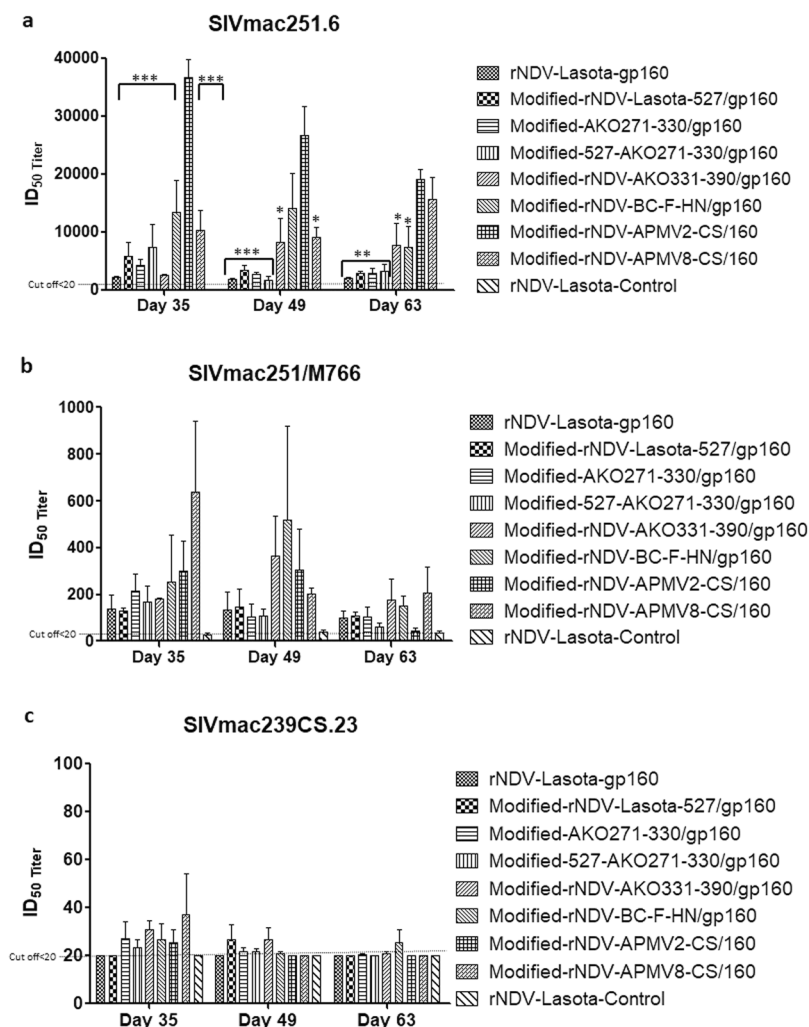 a
SIVmac251.6
40000
30000
20000
10000
0
ID50 Titer
Cut off<20
*** ***
*** * *
** * *
Day 35 Day 49 Day 63
rNDV-Lasota-gp160
Modified-rNDV-Lasota-527/gp160
Modified-AKO271-330/gp160
Modified-527-AKO271-330/gp160
Modified-rNDV-AKO331-390/gp160
Modified-rNDV-BC-F-HN/gp160
Modified-rNDV-APMV2-CS/160
Modified-rNDV-APMV8-CS/160
rNDV-Lasota-Control
b
SIVmac251/M766
1000
800
600
400
200
0
ID50 Titer
Cut off<20
Day 35 Day 49 Day 63
rNDV-Lasota-gp160
Modified-rNDV-Lasota-527/gp160
Modified-AKO271-330/gp160
Modified-527-AKO271-330/gp160
Modified-rNDV-AKO331-390/gp160
Modified-rNDV-BC-F-HN/gp160
Modified-rNDV-APMV2-CS/160
Modified-rNDV-APMV8-CS/160
rNDV-Lasota-Control
c
SIVmac239CS.23
100
80
60
40
20
0
ID50 Titer
Cut off<20
Day 35 Day 49 Day 63
rNDV-Lasota-gp160
Modified-rNDV-Lasota-527/gp160
Modified-AKO271-330/gp160
Modified-527-AKO271-330/gp160
Modified-rNDV-AKO331-390/gp160
Modified-rNDV-BC-F-HN/gp160
Modified-rNDV-APMV2-CS/160
Modified-rNDV-APMV8-CS/160
rNDV-Lasota-Control